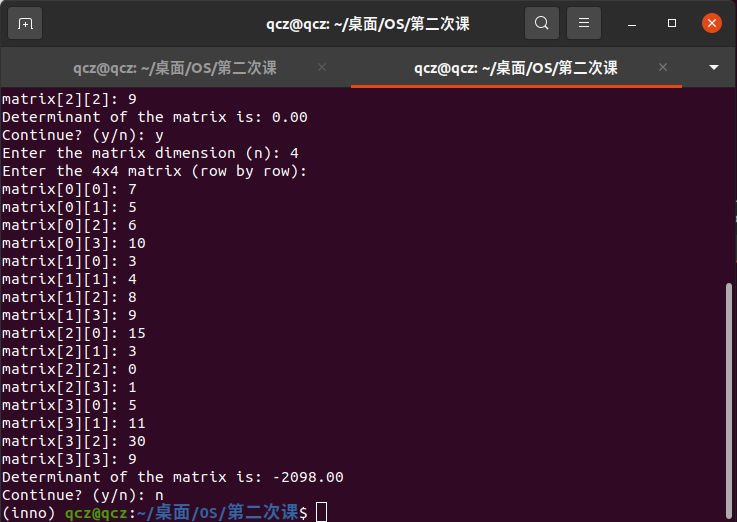 qcz@qcz: ~/桌面/OS/第二次课
qcz@qcz: ~/桌面/OS/第二次课
qcz@qcz: ~/桌面/OS/第二次课
matrix[2][2]: 9
Determinant of the matrix is: 0.00
Continue? (y/n): y
Enter the matrix dimension (n): 4
Enter the 4x4 matrix (row by row):
matrix[0][0]: 7
matrix[0][1]: 5
matrix[0][2]: 6
matrix[0][3]: 10
matrix[1][0]: 3
matrix[1][1]: 4
matrix[1][2]: 8
matrix[1][3]: 9
matrix[2][0]: 15
matrix[2][1]: 3
matrix[2][2]: 0
matrix[2][3]: 1
matrix[3][0]: 5
matrix[3][1]: 11
matrix[3][2]: 30
matrix[3][3]: 9
Determinant of the matrix is: -2098.00
Continue? (y/n): n
(inno) qcz@qcz:~/桌面/OS/第二次课$